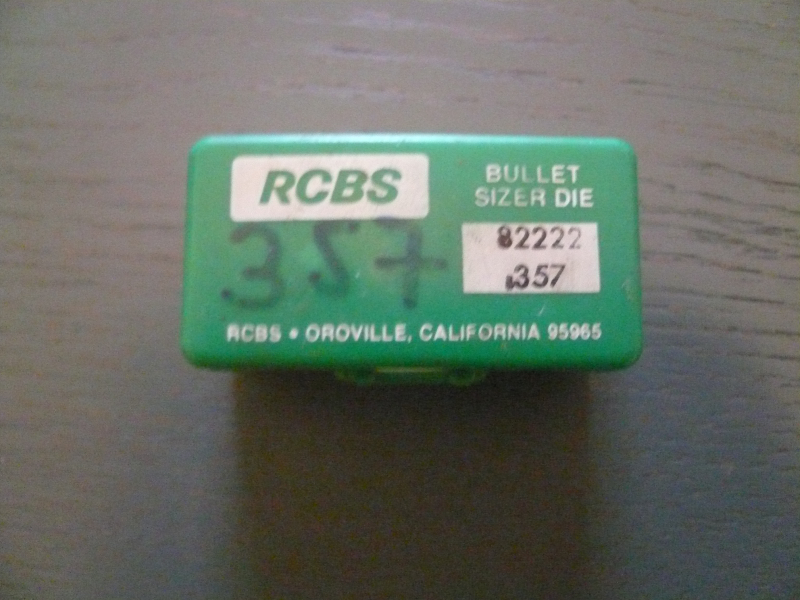 RCBS
BULLET
SIZER DIE
357
82222
.357
RCBS • OROVILLE, CALIFORNIA 95965